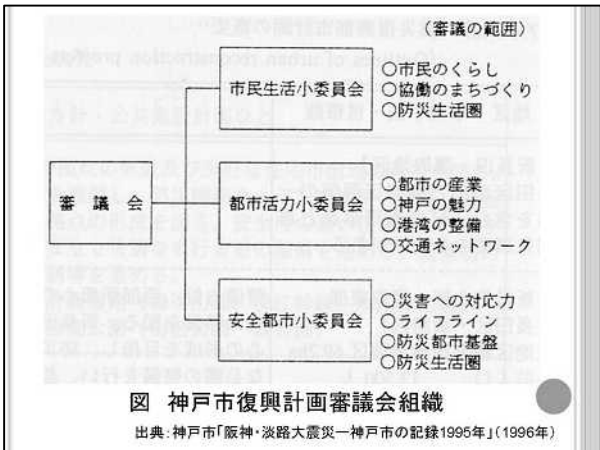 (審議の範囲)
市民生活小委員会
○市民のくらし
○協働のまちづくり
○防災生活圏
審議会
都市活力小委員会
○都市の産業
○神戸の魅力
○港湾の整備
○交通ネットワーク
安全都市小委員会
○災害への対応力
○ライフライン
○防災都市基盤
○防災生活圏
図 神戸市復興計画審議会組織
出典:神戸市「阪神・淡路大震災ー神戸市の記録1995年」(1996年)